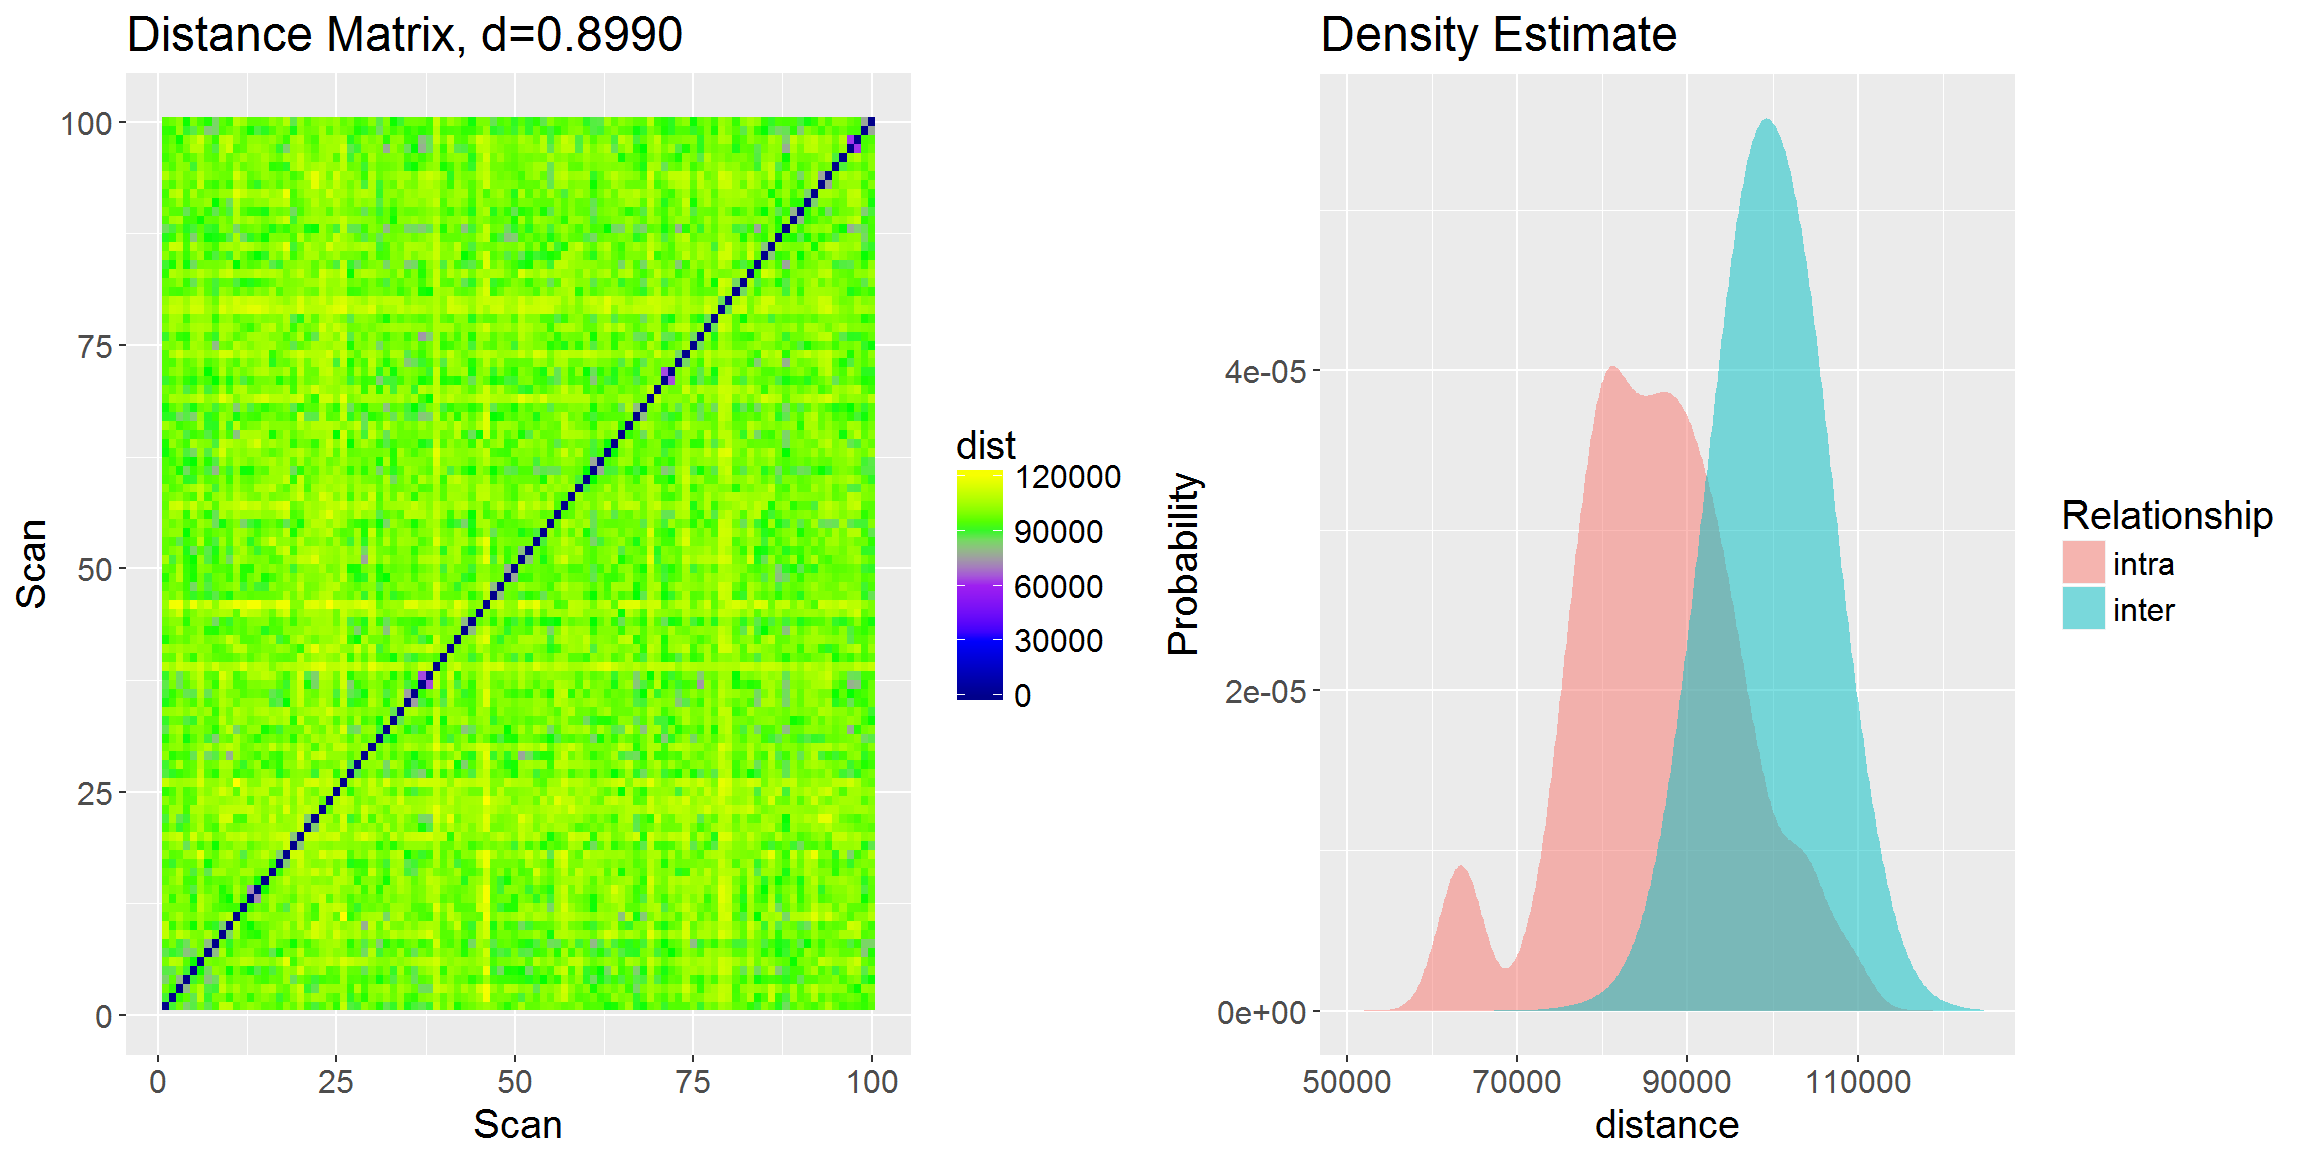 Distance Matrix, d=0.8990
100
75
50
25
0
Scan
0
25
50
75
100
Scan
dist
120000
90000
60000
30000
0
Density Estimate
Probability
4e-05
2e-05
0e+00
50000
70000
90000
110000
distance
Relationship
intra
inter